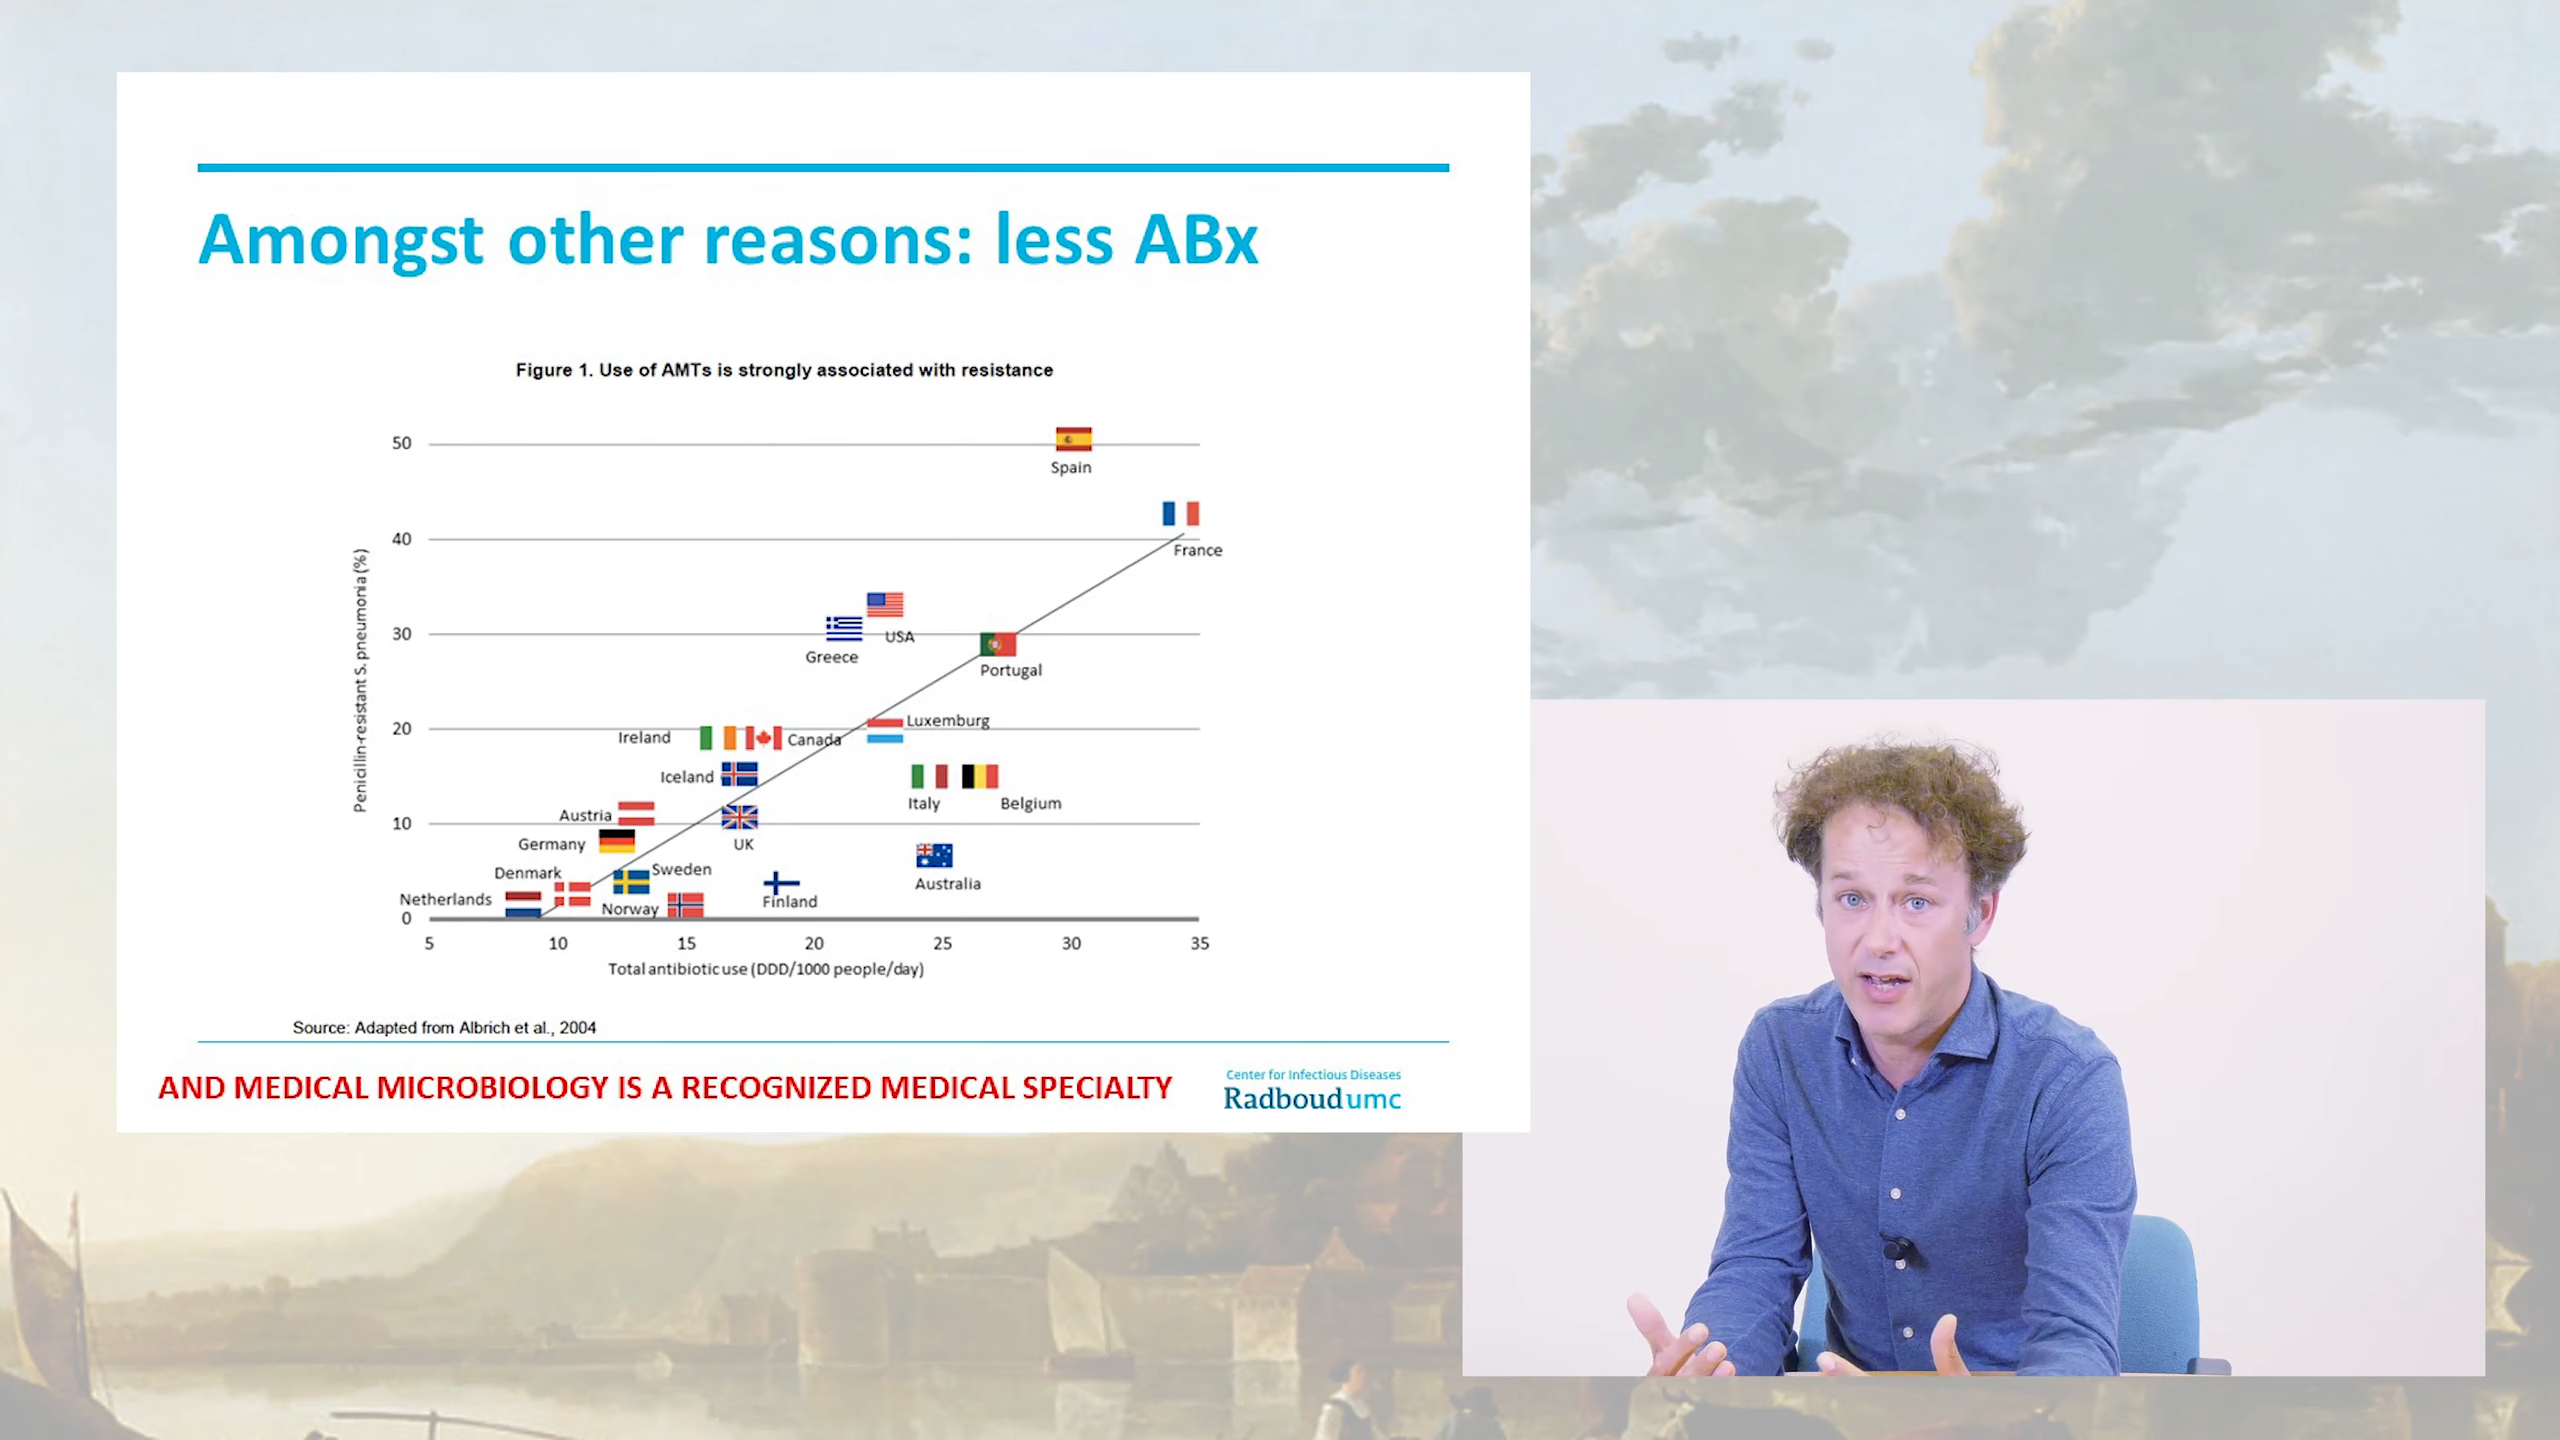 Amongst other reasons: less ABx
Figure 1. Use of AMTs is strongly associated with resistance
Penicillin-resistant S. pneumonia (%)
50
Spain
40
France
USA
30
Greece
Portugal
Luxemburg
20
Ireland
Canada
Iceland
Italy
Belgium
Austria
10
Germany
UK
Sweden
Denmark
Australia
Netherlands
Norway
Finland
0
5 10 15 20 25 30 35
Total antibiotic use (DDD/1000 people/day)
Source: Adapted from Albrich et al., 2004
AND MEDICAL MICROBIOLOGY IS A RECOGNIZED MEDICAL SPECIALTY
Center for Infectious Diseases
Radboudumc